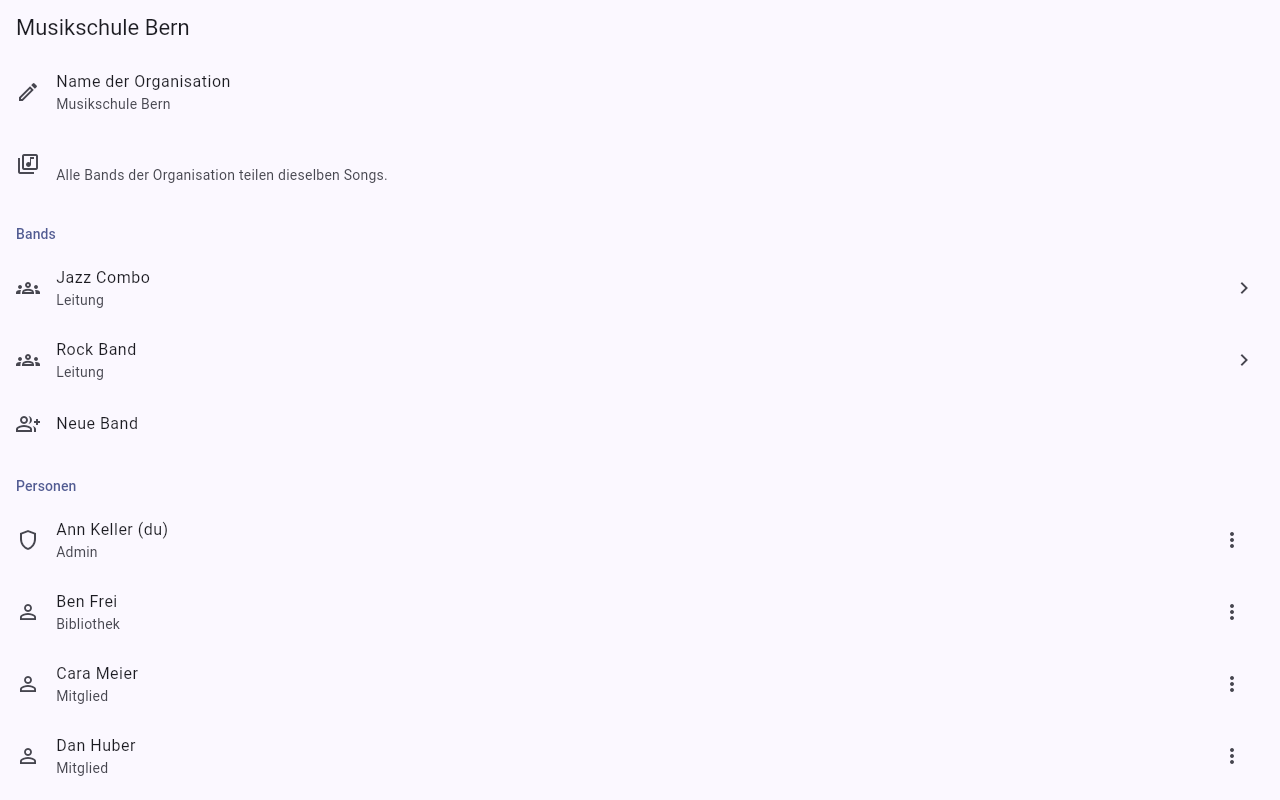 Musikschule Bern
Name der Organisation
Musikschule Bern
Alle Bands der Organisation teilen dieselben Songs.
Bands
Jazz Combo
Leitung
Rock Band
Leitung
Neue Band
Personen
Ann Keller (du)
Admin
Ben Frei
Bibliothek
Cara Meier
Mitglied
Dan Huber
Mitglied